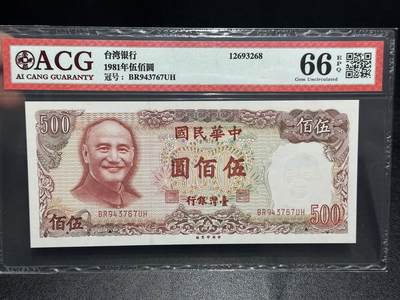 ACG
AI CANG GUARANTY
台湾银行
1981年伍佰圆
冠号：BR943767UH
12693268
66 EPQ
Gem Uncirculated
500
中華民國
伍佰
伍佰圓
臺灣銀行
BR943767UH
BR943767UH
伍佰
500